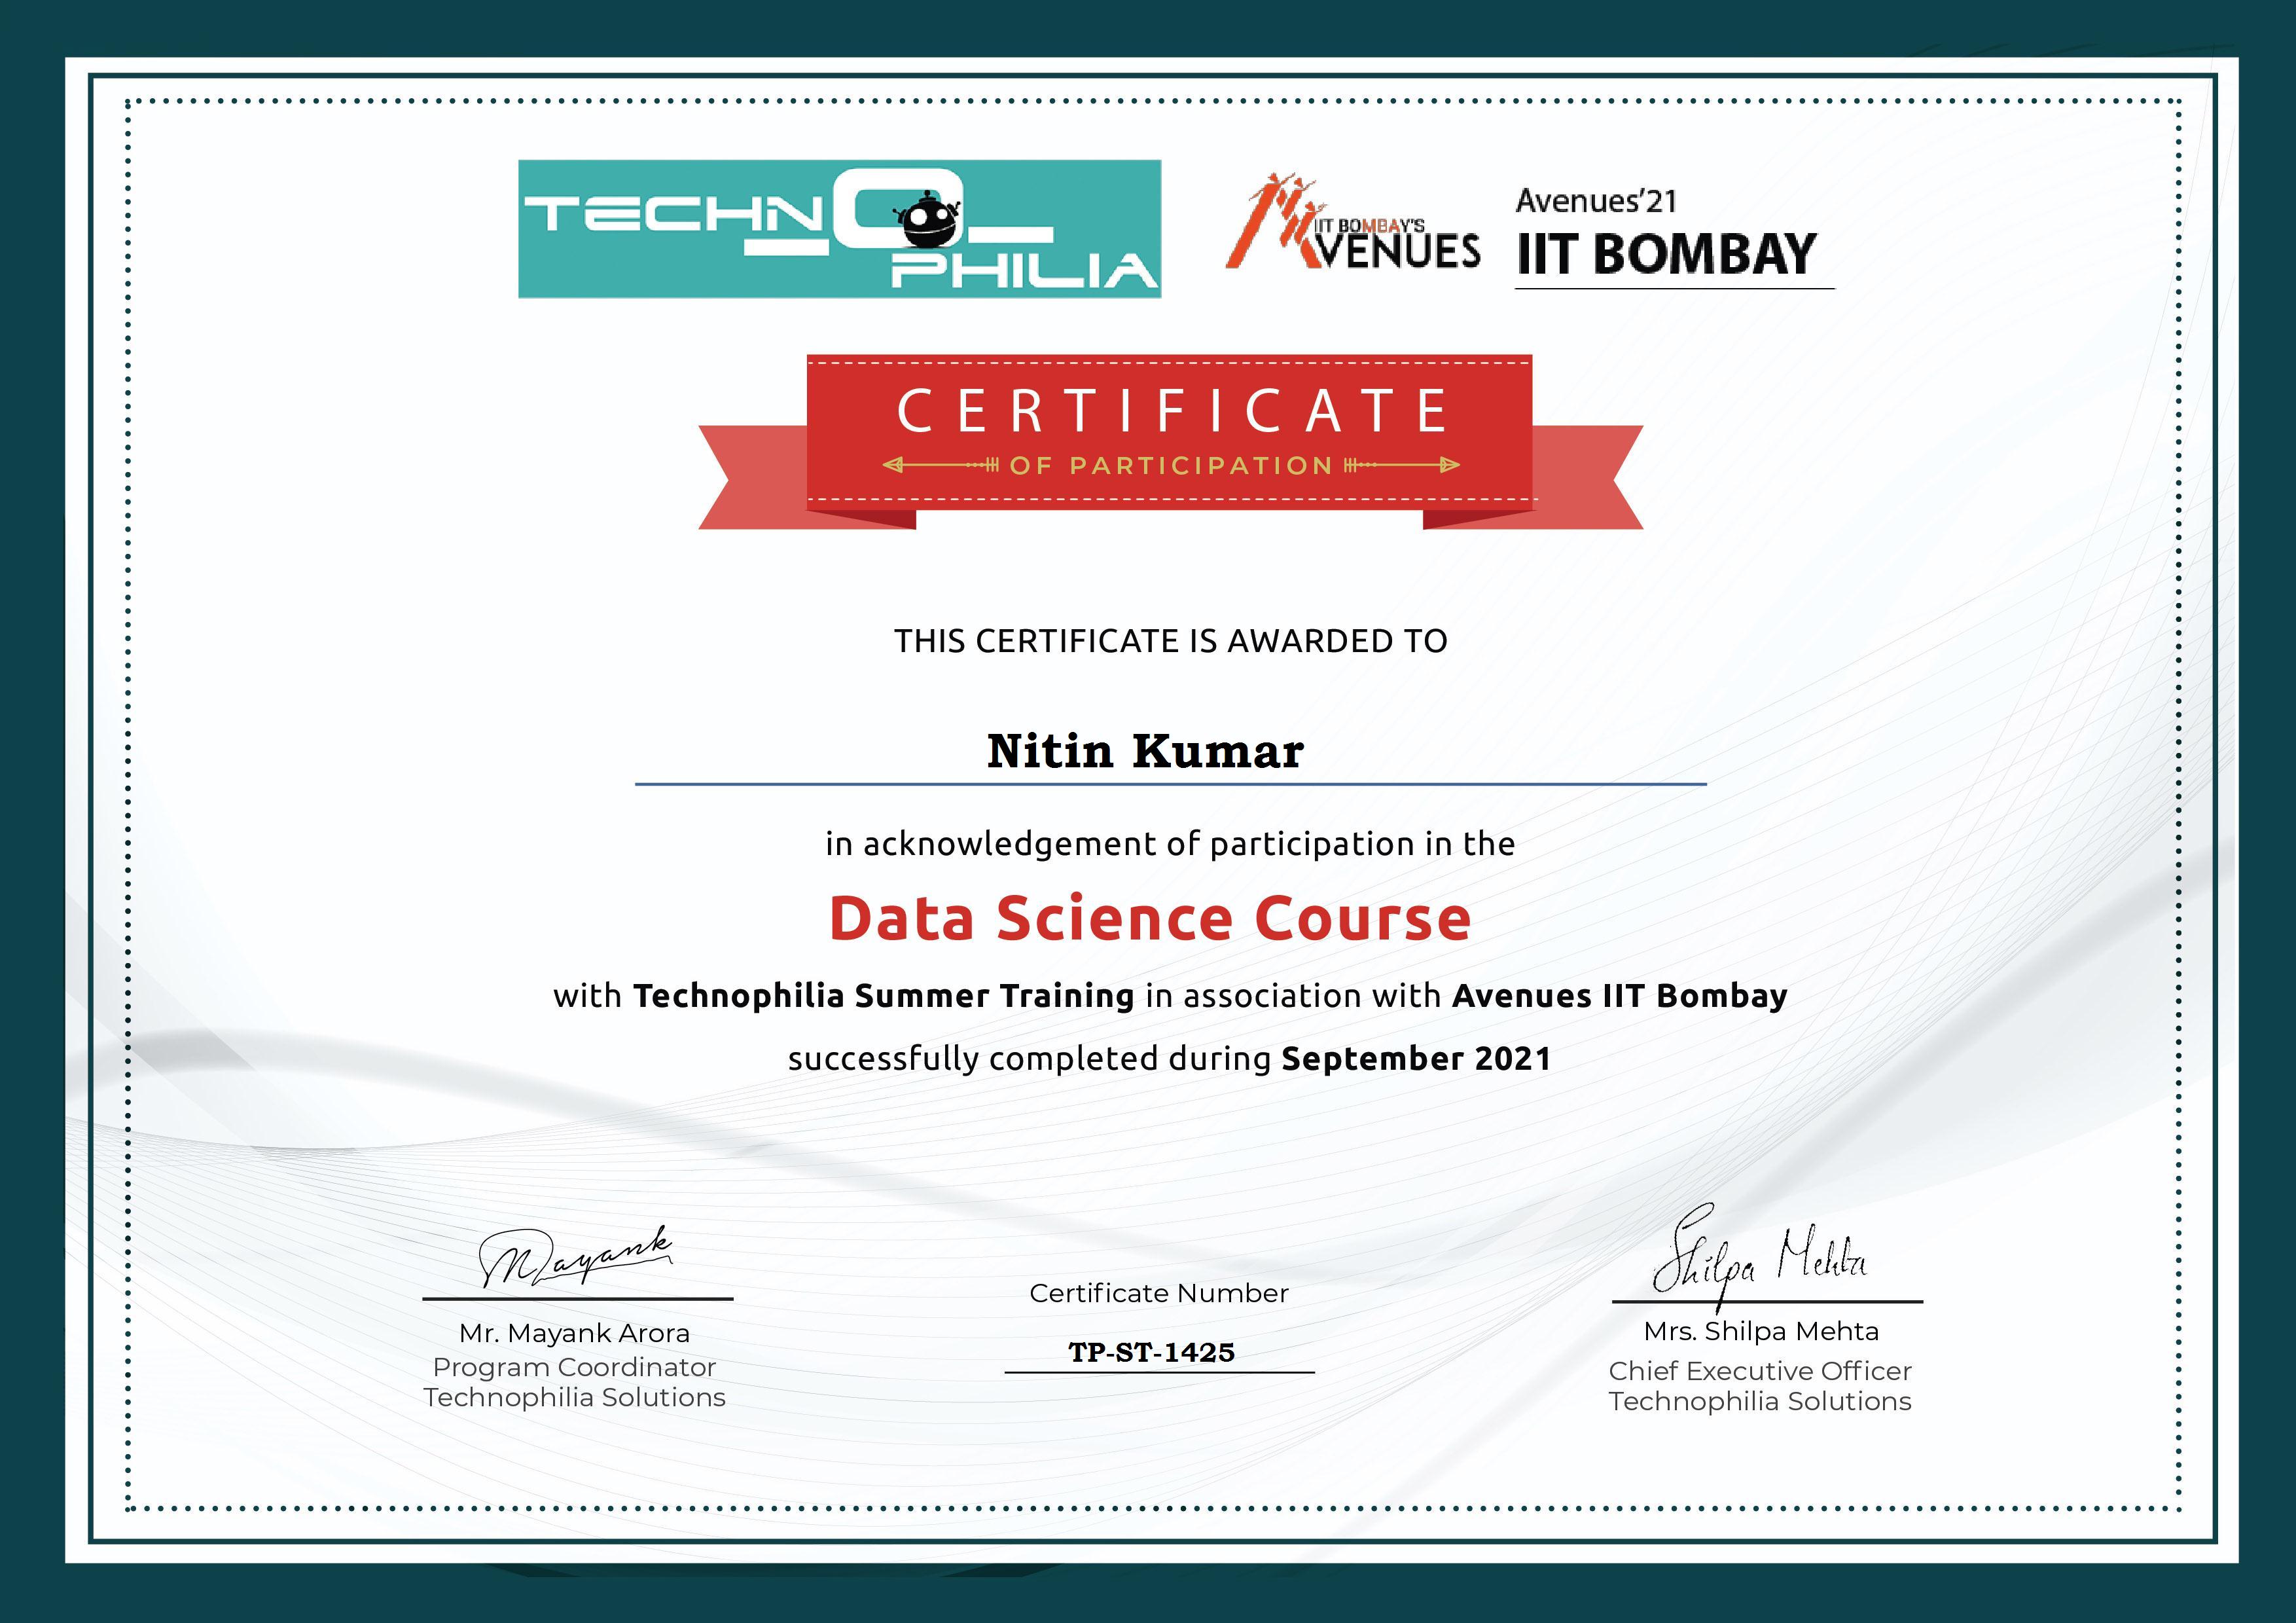 TECHNO PHILIA
IIT BOMBAY'S
AVENUES
Avenues'21
IIT BOMBAY
CERTIFICATE
OF PARTICIPATION
THIS CERTIFICATE IS AWARDED TO
Nitin Kumar
in acknowledgement of participation in the
Data Science Course
with Technophilia Summer Training in association with Avenues IIT Bombay
successfully completed during September 2021
Mayank
Shilpa Mehta
Certificate Number
TP-ST-1425
Mr. Mayank Arora
Program Coordinator
Technophilia Solutions
Mrs. Shilpa Mehta
Chief Executive Officer
Technophilia Solutions